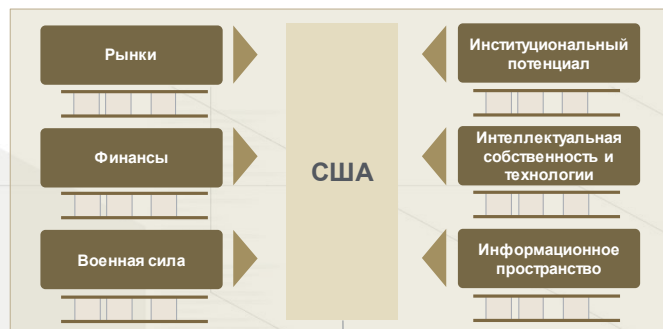 Рынки
Финансы
Военная сила
США
Институциональный
потенциал
Интеллектуальная
собственность и
технологии
Информационное
пространство